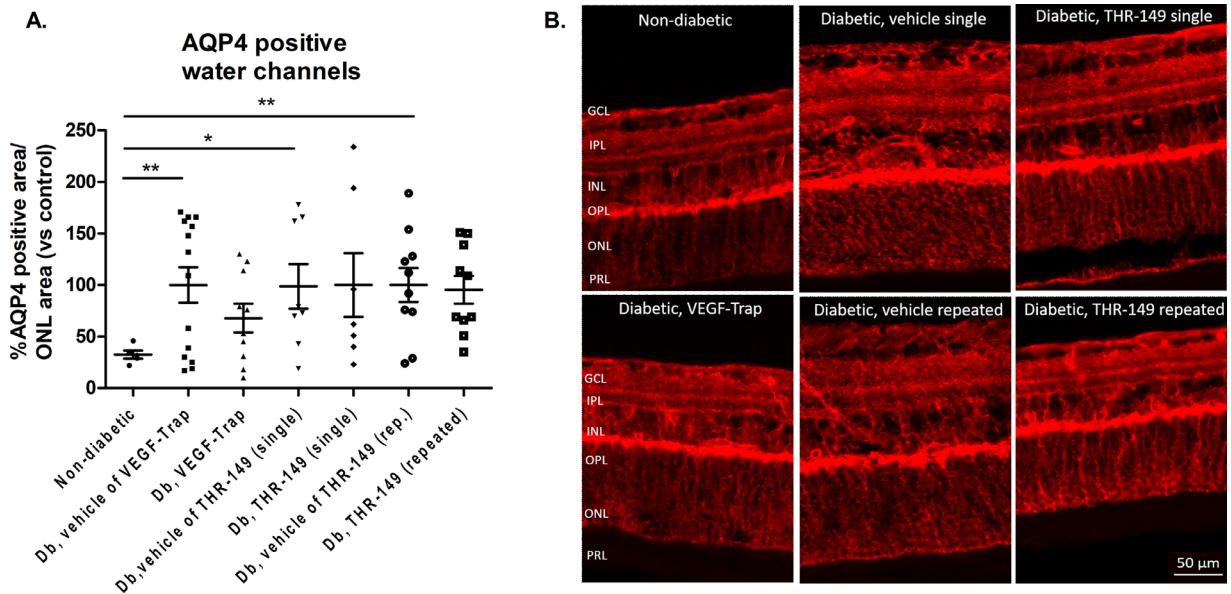 A.
AQP4 positive
water channels
%AQP4 positive area/
ONL area (vs control)
250
200
150
100
50
0
**
*
**
Non-diabetic
Db, vehicle of VEGF-Trap
Db, VEGF-Trap
Db,vehicle of THR-149 (single)
Db, THR-149 (single)
Db, vehicle of THR-149 (rep.)
Db, THR-149 (repeated)
B.
Non-diabetic
GCL
IPL
INL
OPL
ONL
PRL
Diabetic, vehicle single
Diabetic, THR-149 single
Diabetic, VEGF-Trap
GCL
IPL
INL
OPL
ONL
PRL
Diabetic, vehicle repeated
Diabetic, THR-149 repeated
50 µm